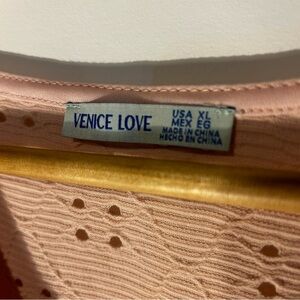 VENICE LOVE
USA XL
MEX EG
MADE IN CHINA
HECHO EN CHINA